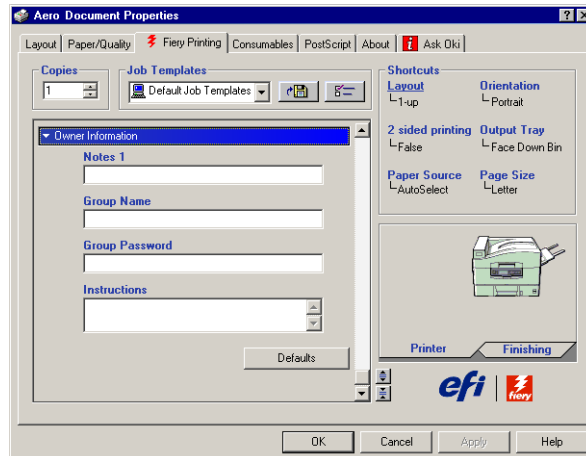 Aero Document Properties
Layout Paper/Quality Fiery Printing Consumables PostScript About i Ask Oki
Copies
1
Job Templates
Default Job Templates
Owner Information
Notes 1
Group Name
Group Password
Instructions
Defaults
Shortcuts
Layout Orientation
1-up Portrait
2 sided printing Output Tray
False Face Down Bin
Paper Source Page Size
AutoSelect Letter
Printer Finishing
efi fiery
OK Cancel Apply Help